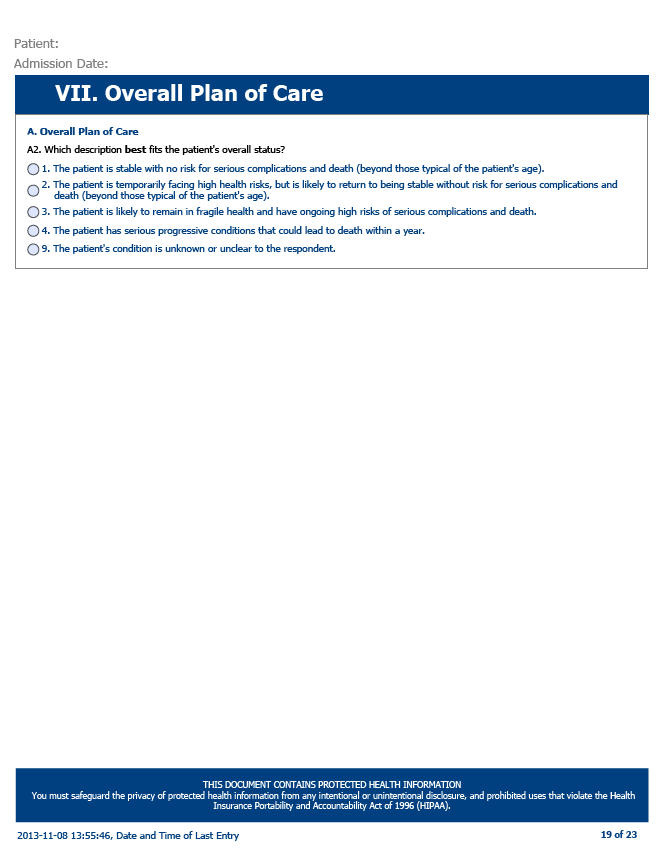 Patient:
Admission Date:
VII. Overall Plan of Care
A. Overall Plan of Care
A2. Which description best fits the patient's overall status?
1. The patient is stable with no risk for serious complications and death (beyond those typical of the patient's age).
2. The patient is temporarily facing high health risks, but is likely to return to being stable without risk for serious complications and
death (beyond those typical of the patient's age).
3. The patient is likely to remain in fragile health and have ongoing high risks of serious complications and death.
4. The patient has serious progressive conditions that could lead to death within a year.
9. The patient's condition is unknown or unclear to the respondent.
THIS DOCUMENT CONTAINS PROTECTED HEALTH INFORMATION
You must safeguard the privacy of protected health information from any intentional or unintentional disclosure, and prohibited uses that violate the Health
Insurance Portability and Accountability Act of 1996 (HIPAA).
2013-11-08 13:55:46, Date and Time of Last Entry
19 of 23